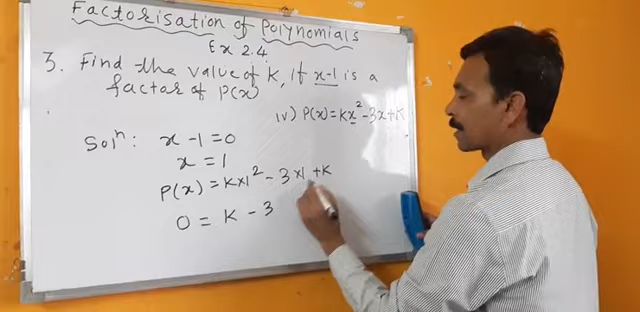 Factorisation of Polynomials
Ex 2.4
3. Find the value of K, if x-1 is a
factor of P(x)
iv) P(x) = Kx² - 3x + K
Solⁿ: x - 1 = 0
x = 1
P(x) = K×1² - 3×1 + K
0 = K - 3